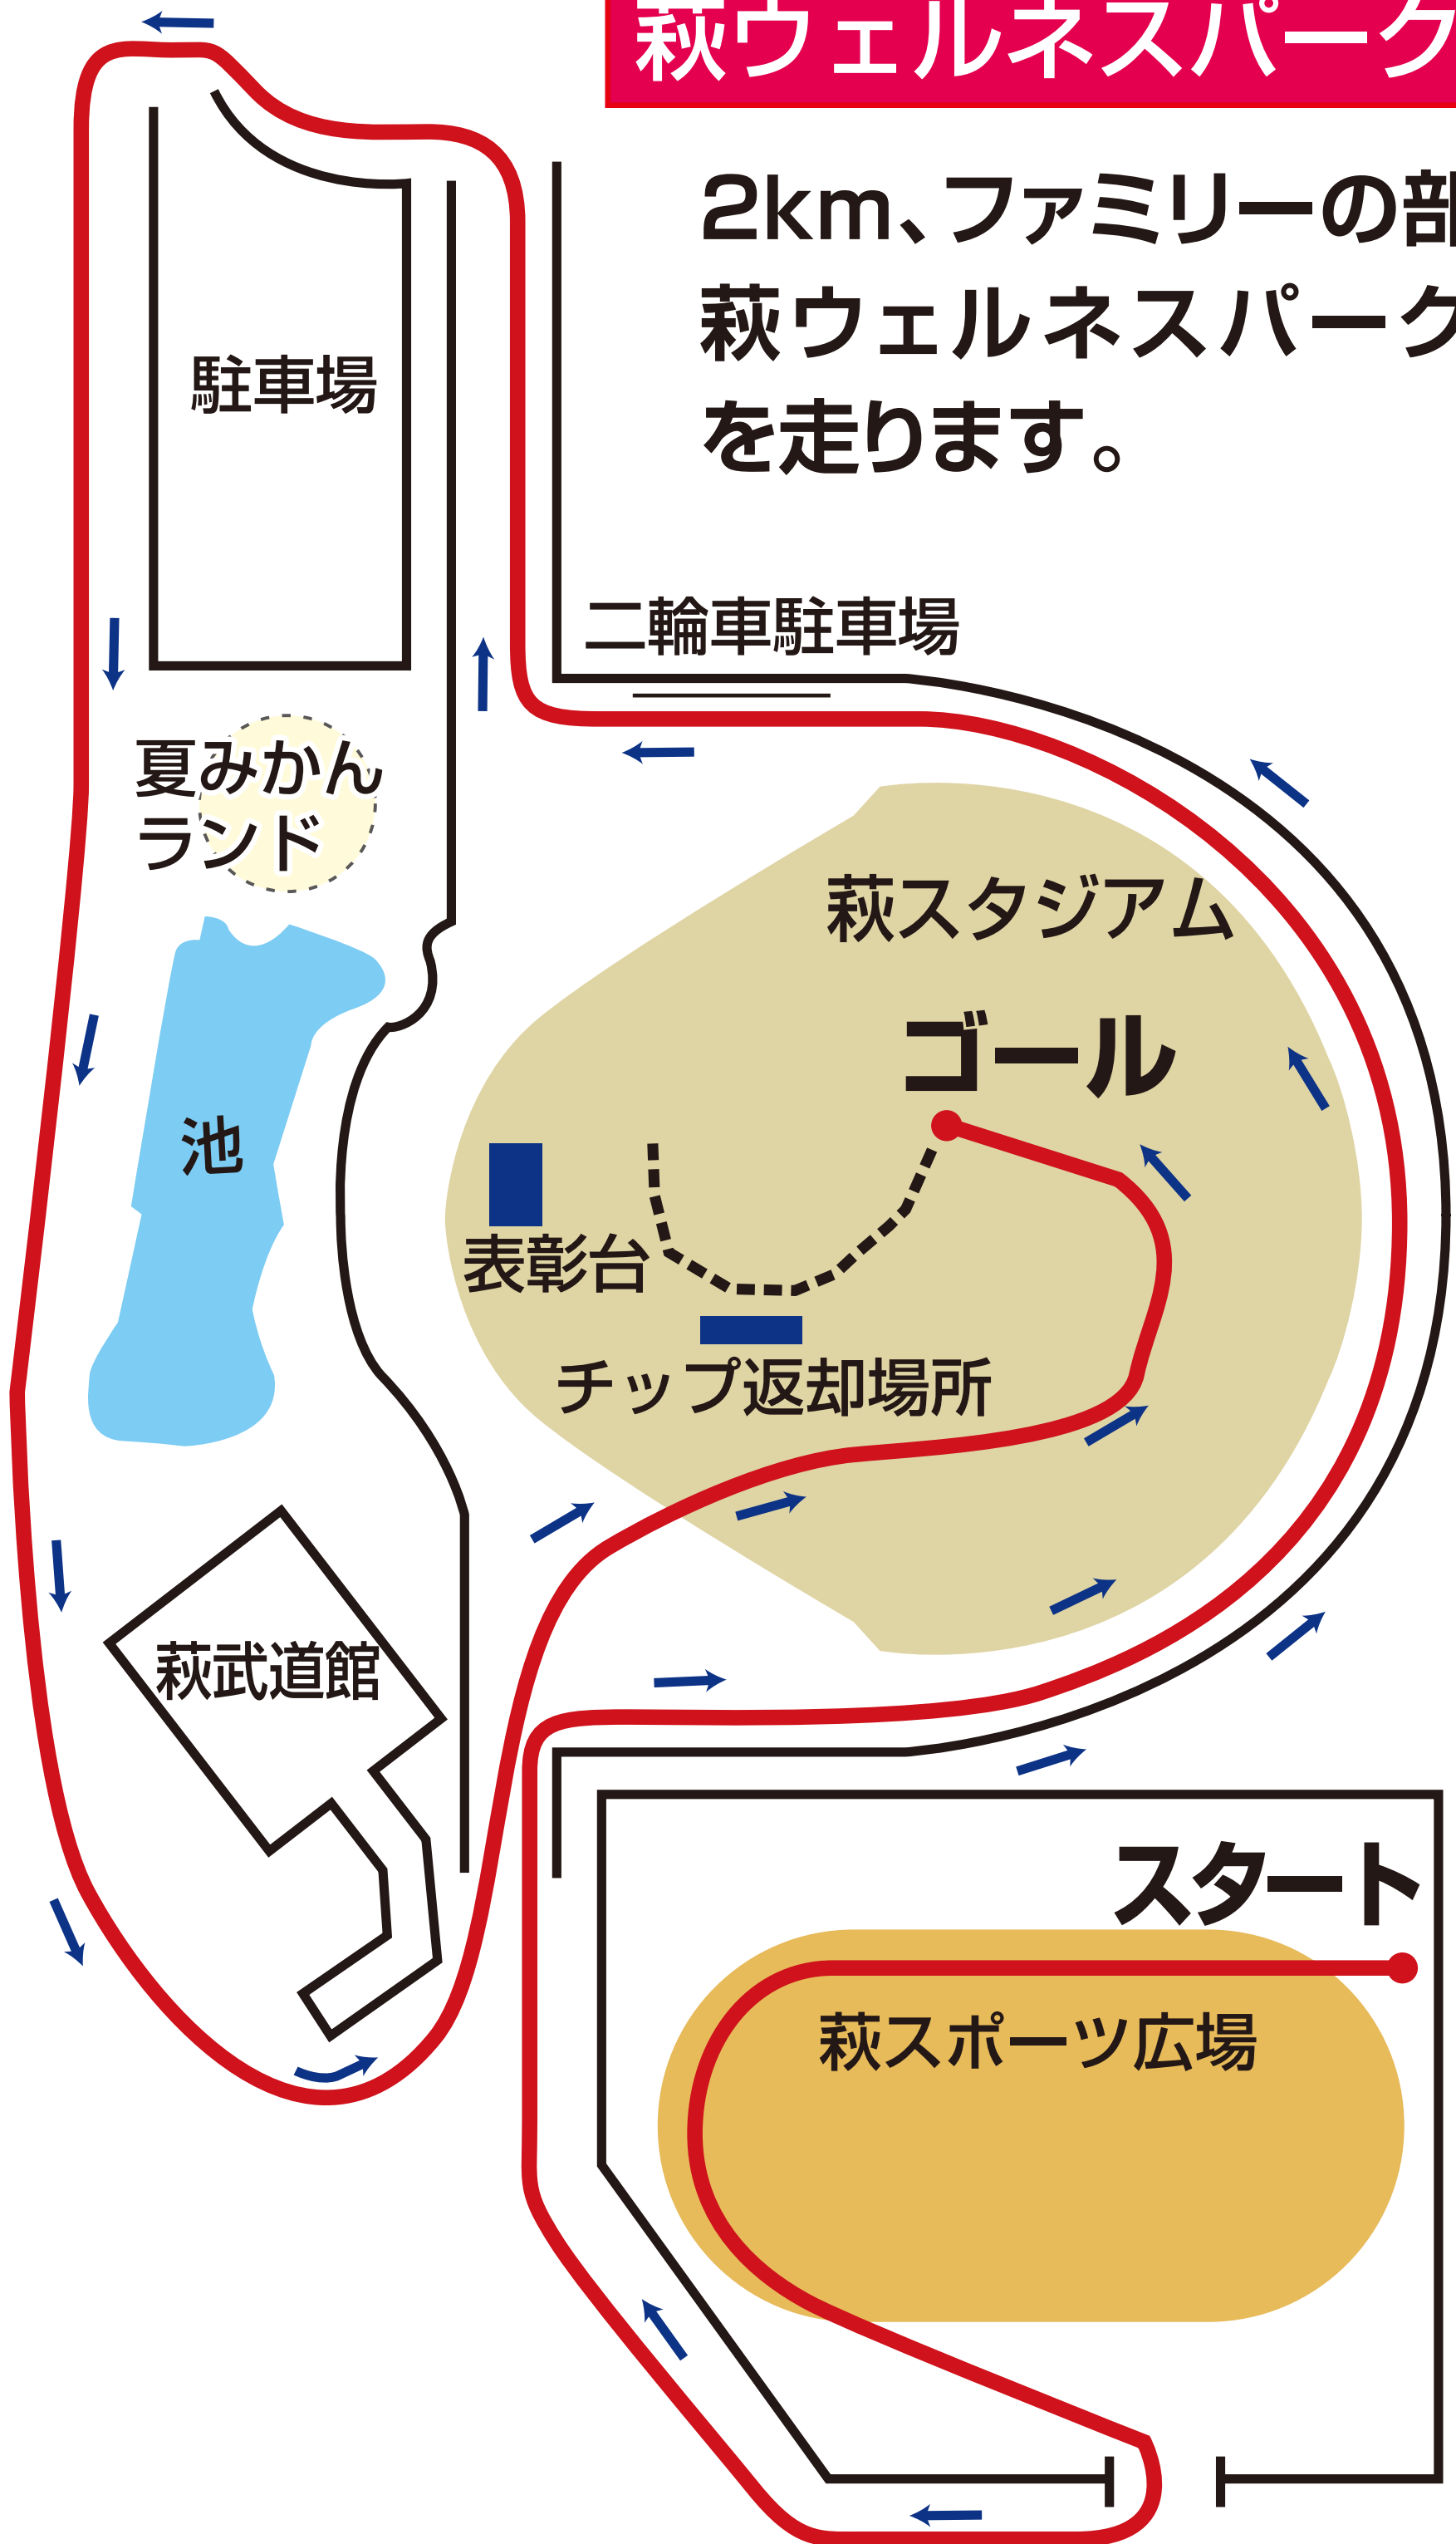 萩ウェルネスパーク
2km、ファミリーの部
萩ウェルネスパーク
を走ります。
駐車場
二輪車駐車場
夏みかん
ランド
萩スタジアム
ゴール
池
表彰台
チップ返却場所
萩武道館
スタート
萩スポーツ広場